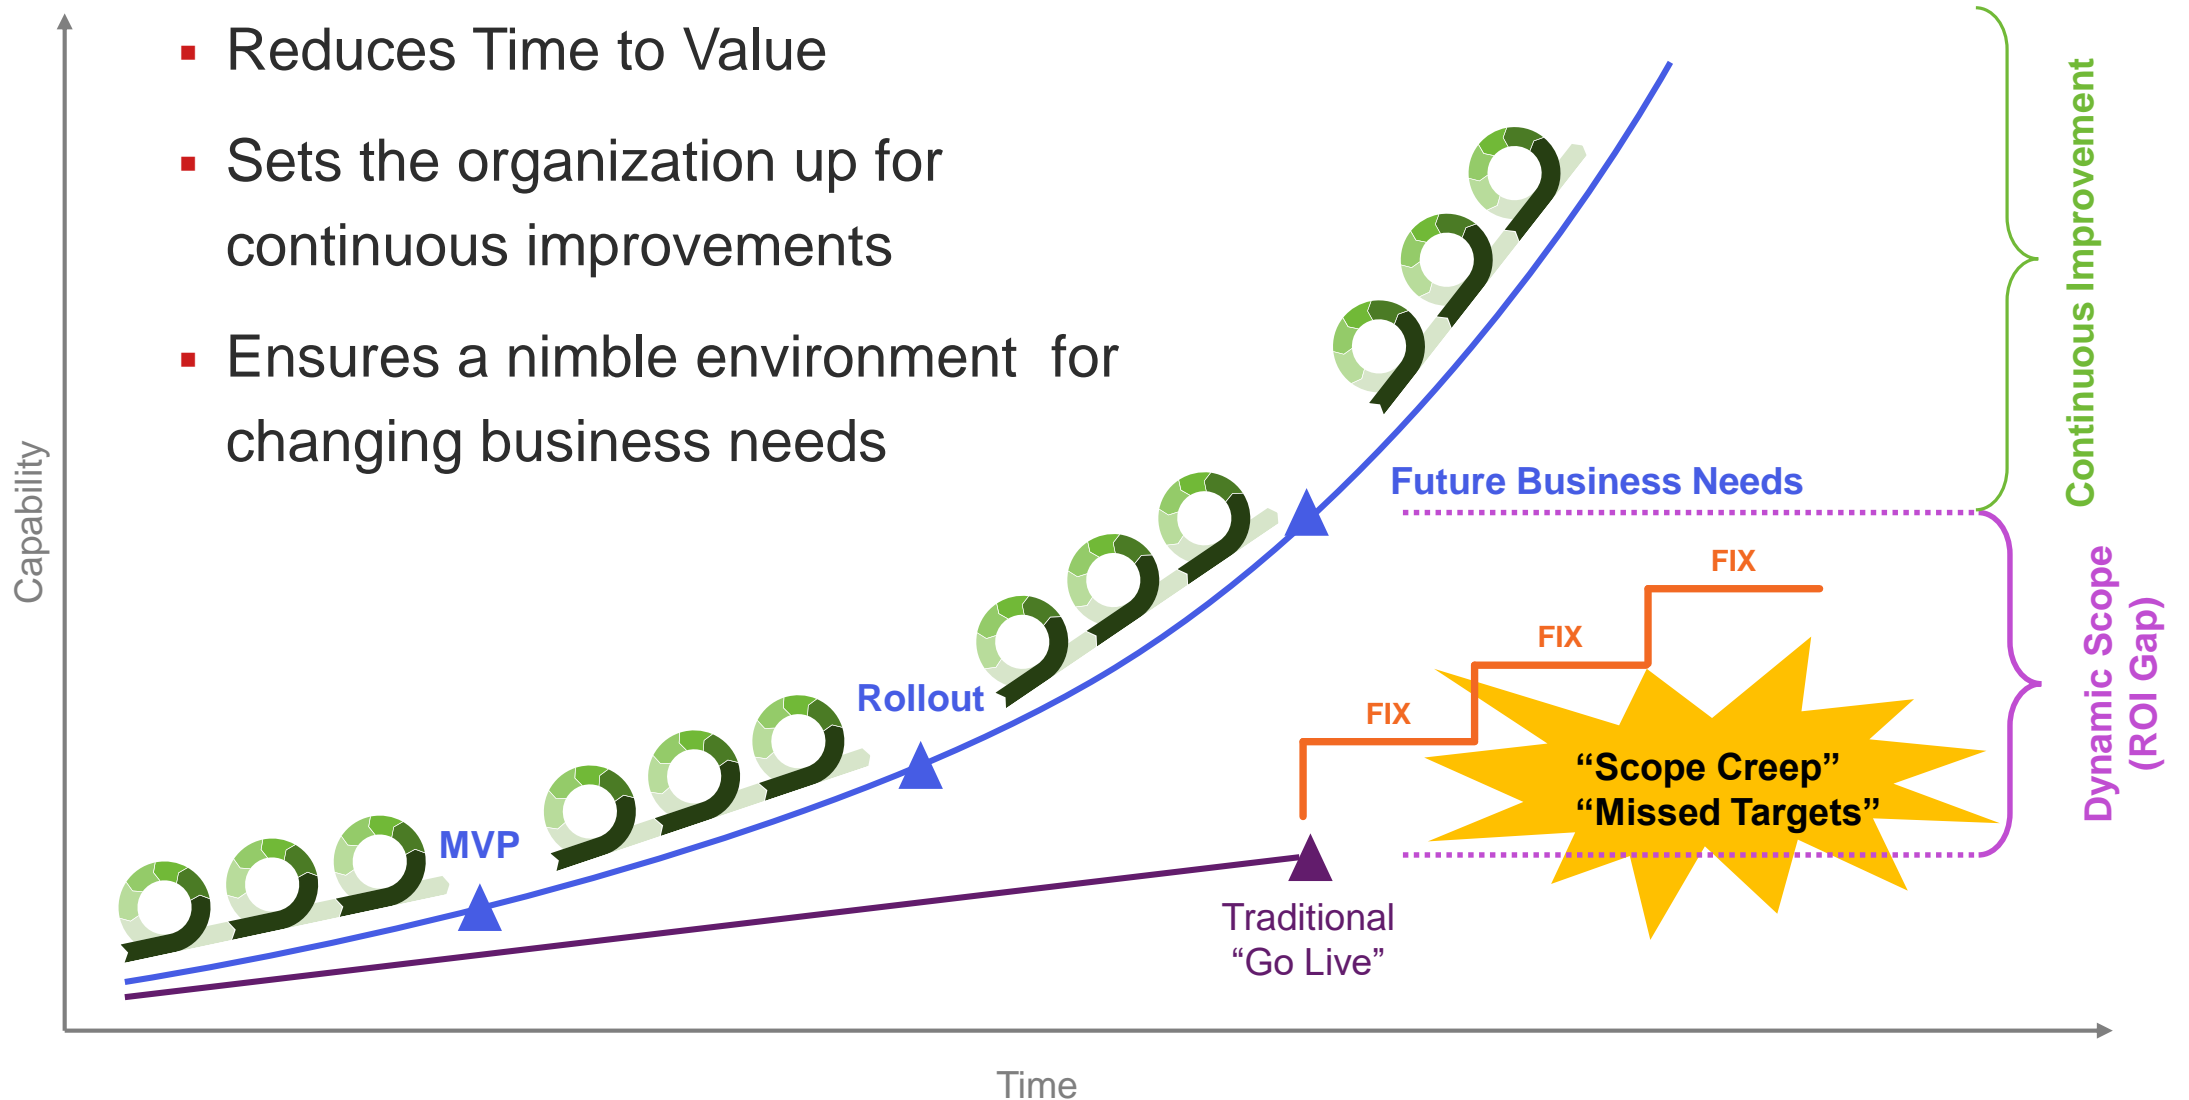 ▪ Reduces Time to Value
▪ Sets the organization up for
continuous improvements
▪ Ensures a nimble environment  for
changing business needs
Capability
Time
MVP
Rollout
Future Business Needs
FIX
FIX
FIX
“Scope Creep”
“Missed Targets”
Traditional
“Go Live”
Continuous Improvement
Dynamic Scope
(ROI Gap)